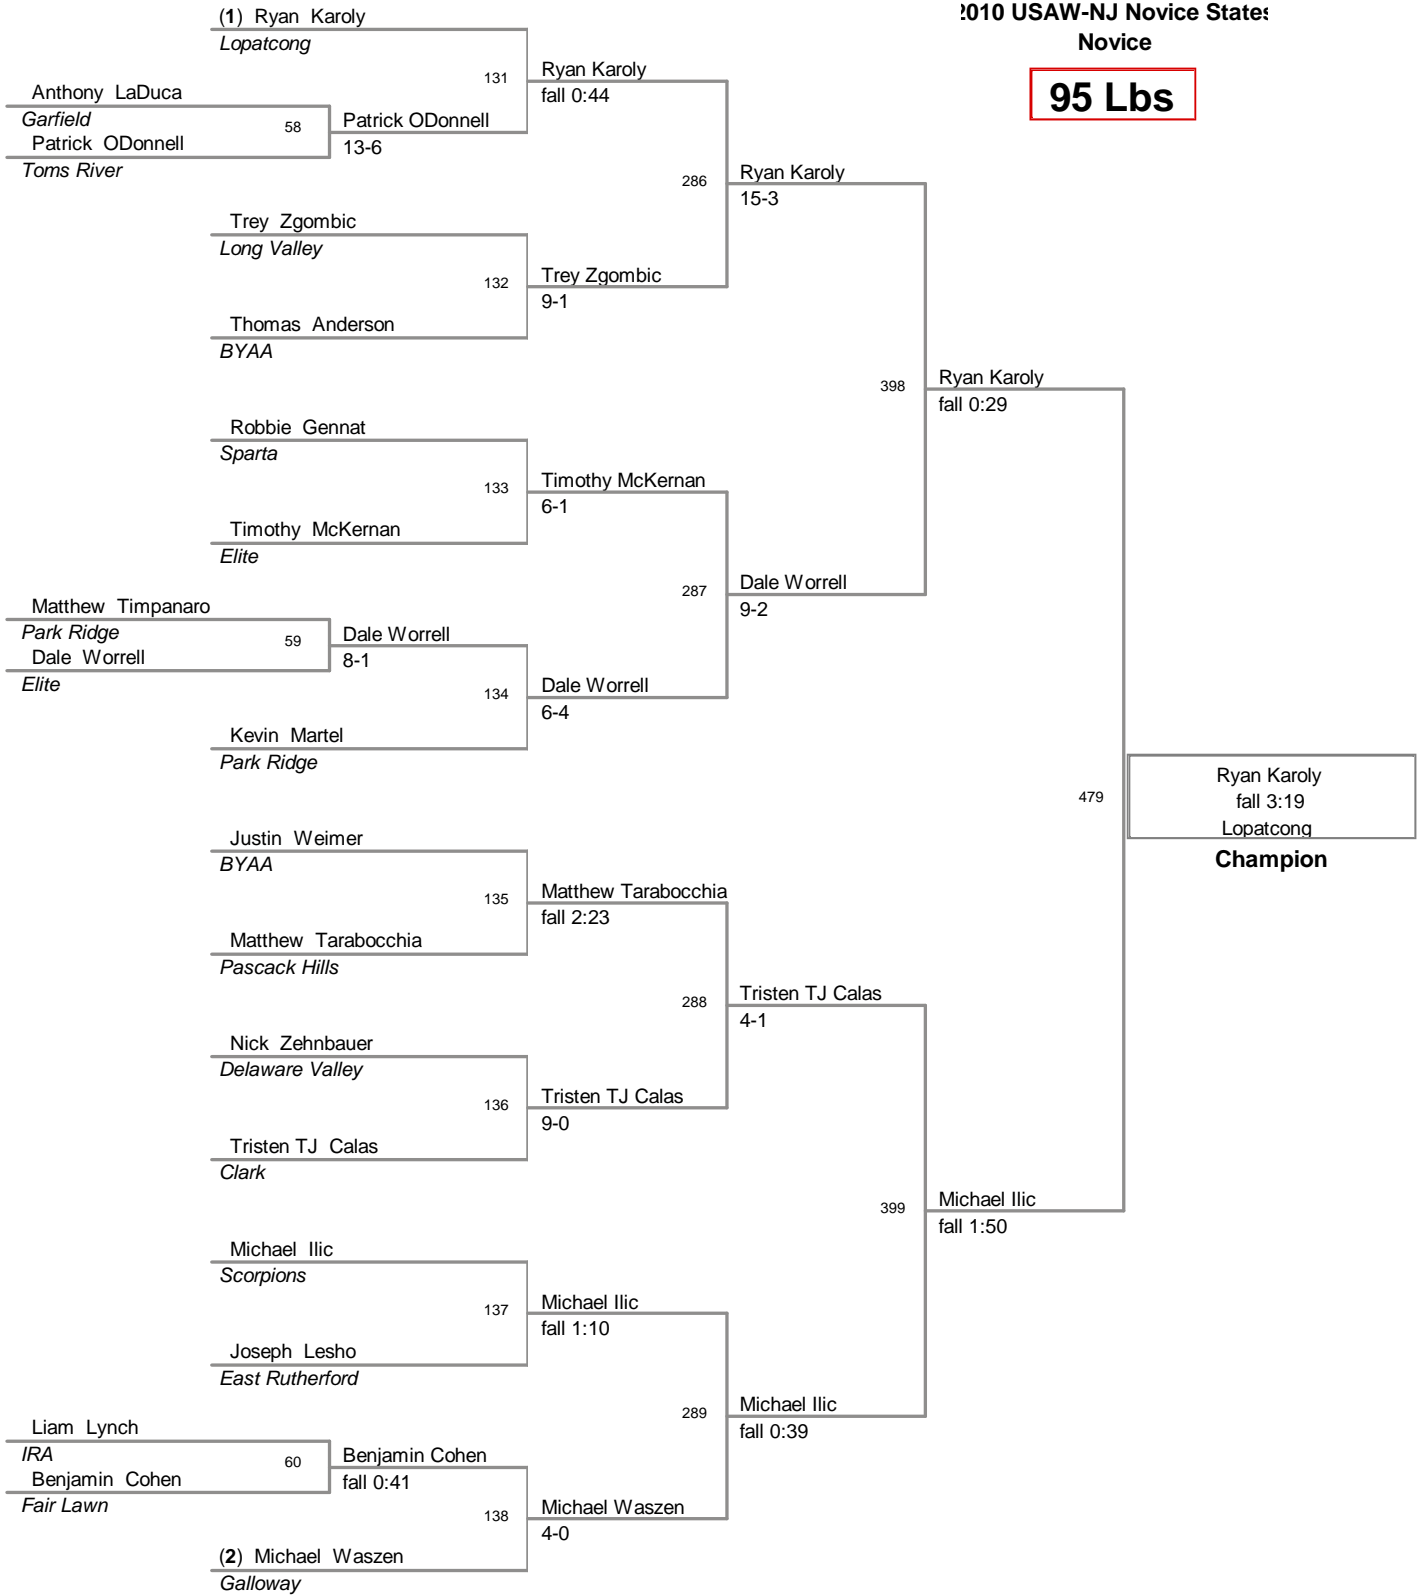 (1) Ryan Karoly
Lopatcong
2010 USAW-NJ Novice States
Novice
95 Lbs
131
Ryan Karoly
fall 0:44
Anthony LaDuca
Garfield
58
Patrick ODonnell
13-6
Patrick ODonnell
Toms River
286
Ryan Karoly
15-3
Trey Zgombic
Long Valley
132
Trey Zgombic
9-1
Thomas Anderson
BYAA
398
Ryan Karoly
fall 0:29
Robbie Gennat
Sparta
133
Timothy McKernan
6-1
Timothy McKernan
Elite
287
Dale Worrell
9-2
Matthew Timpanaro
Park Ridge
59
Dale Worrell
8-1
Dale Worrell
Elite
134
Dale Worrell
6-4
Kevin Martel
Park Ridge
479
Ryan Karoly
fall 3:19
Lopatcong
Champion
Justin Weimer
BYAA
135
Matthew Tarabocchia
fall 2:23
Matthew Tarabocchia
Pascack Hills
288
Tristen TJ Calas
4-1
Nick Zehnbauer
Delaware Valley
136
Tristen TJ Calas
9-0
Tristen TJ Calas
Clark
399
Michael Ilic
fall 1:50
Michael Ilic
Scorpions
137
Michael Ilic
fall 1:10
Joseph Lesho
East Rutherford
289
Michael Ilic
fall 0:39
Liam Lynch
IRA
60
Benjamin Cohen
fall 0:41
Benjamin Cohen
Fair Lawn
138
Michael Waszen
4-0
(2) Michael Waszen
Galloway